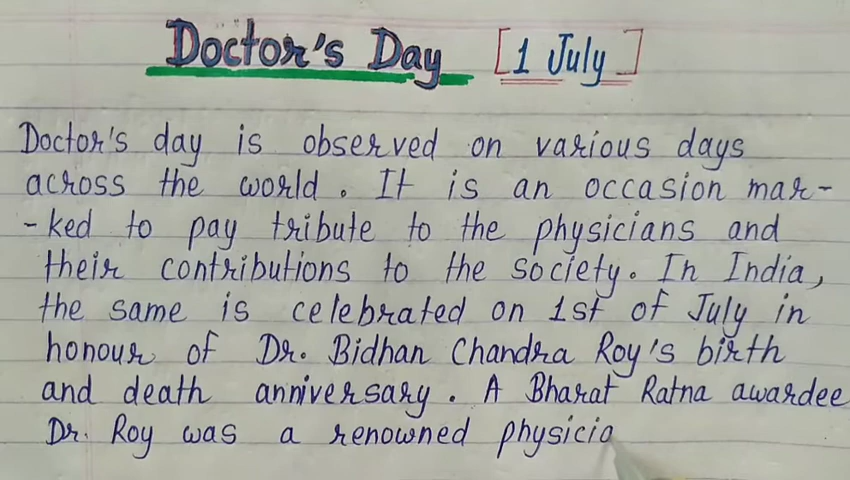 Doctor's Day [1 July]
Doctor's day is observed on various days
across the world. It is an occasion mar-
-ked to pay tribute to the physicians and
their contributions to the society. In India,
the same is celebrated on 1st of July in
honour of Dr. Bidhan Chandra Roy's birth
and death anniversary. A Bharat Ratna awardee
Dr. Roy was a renowned physicia